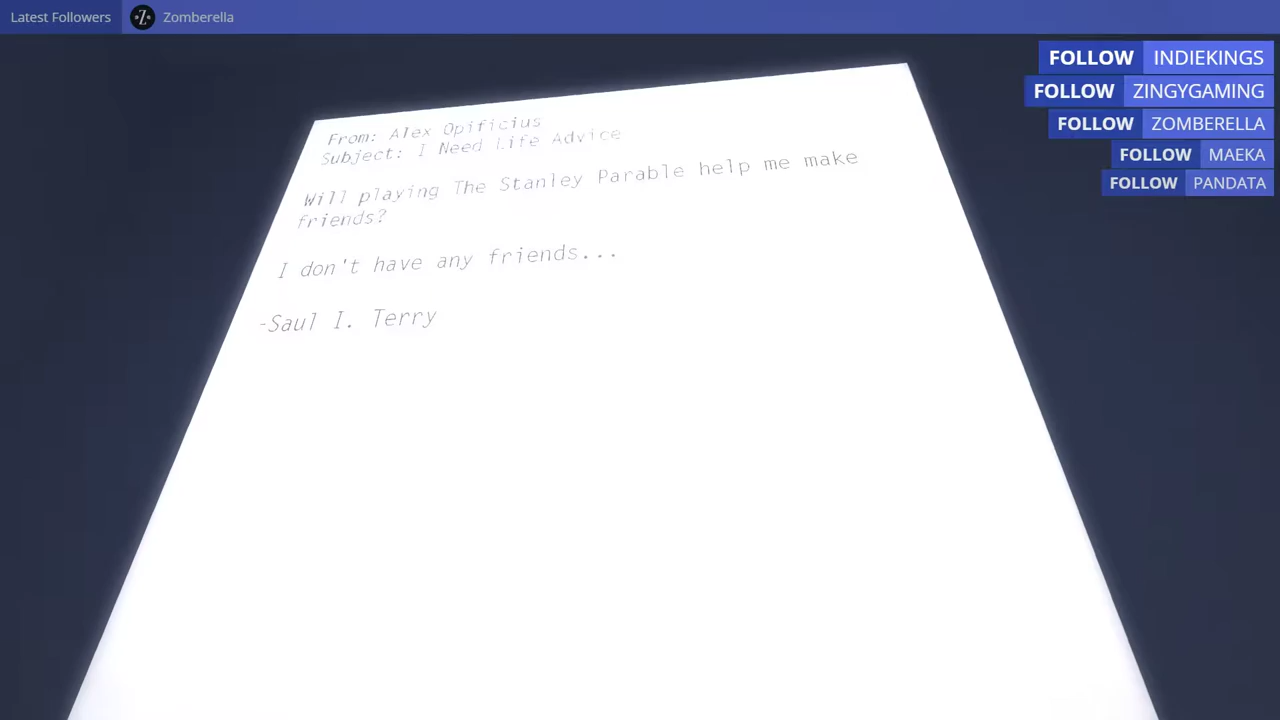 Latest Followers Zomberella
FOLLOW INDIEKINGS
FOLLOW ZINGYGAMING
FOLLOW ZOMBERELLA
FOLLOW MAEKA
FOLLOW PANDATA
From: Alex Opificius
Subject: I Need Life Advice
Will playing The Stanley Parable help me make
friends?
I don't have any friends...
-Saul I. Terry